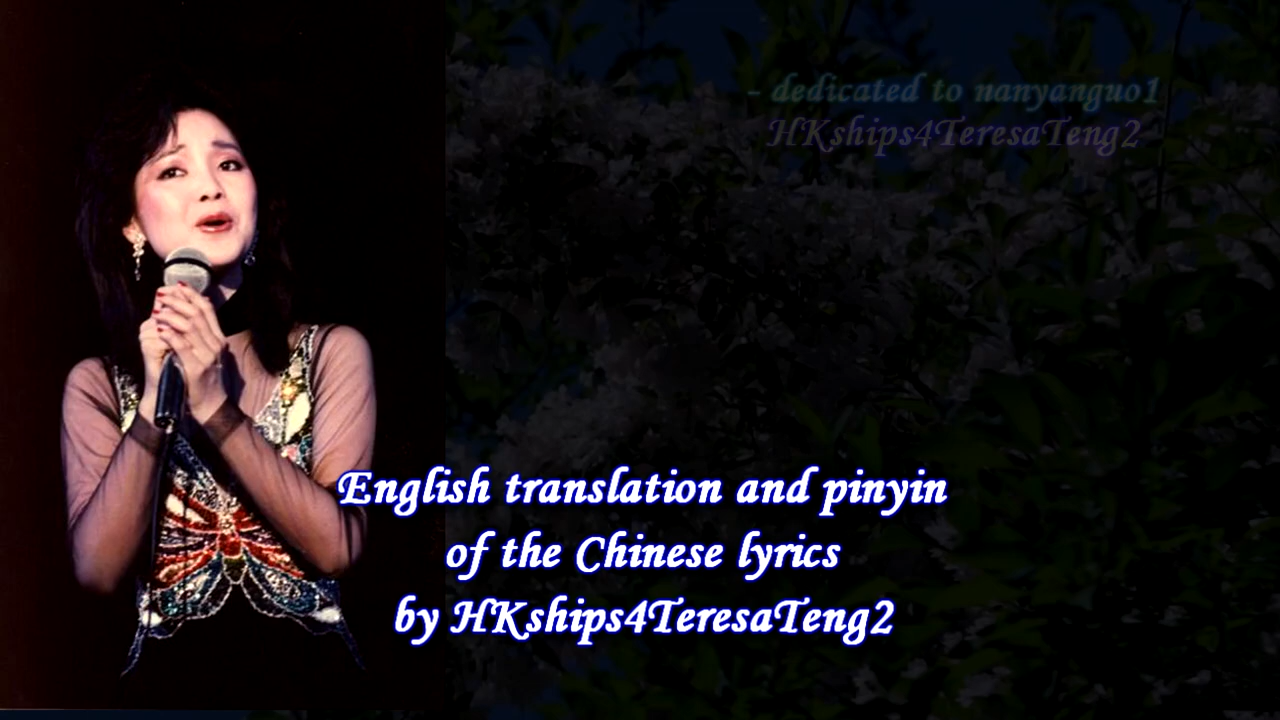 - dedicated to nanyanguo1
HKships4TeresaTeng2
English translation and pinyin
of the Chinese lyrics
by HKships4TeresaTeng2